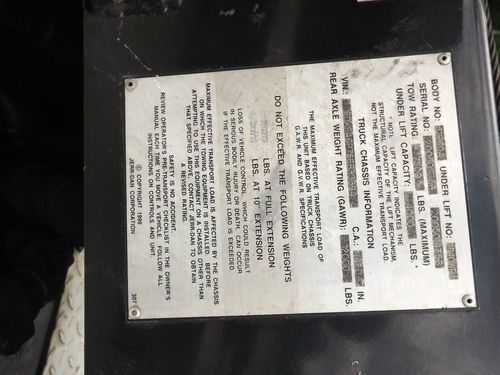 BODY NO. UNDER LIFT NO.
SERIAL NO.
TOW RATING: LBS. (MAXIMUM)
UNDER LIFT CAPACITY: LBS.*
*NOTE: LIFT CAPACITY INDICATES THE
STRUCTURAL CAPACITY OF THE LIFT MECHANISM,
NOT THE MAXIMUM EFFECTIVE TRANSPORT LOAD
TRUCK CHASSIS INFORMATION
VIN: C.A.: IN.
REAR AXLE WEIGHT RATING (GAWR): LBS.
THE MAXIMUM EFFECTIVE TRANSPORT LOAD OF
THIS UNIT BASED ON TRUCK CHASSIS
G.A.W.R. AND G.V.W.R. SPECIFICATIONS
DO NOT EXCEED THE FOLLOWING WEIGHTS
LBS. AT FULL EXTENSION
LBS. AT 10" EXTENSION
LOSS OF VEHICLE CONTROL, WHICH COULD RESULT
IN SERIOUS BODILY INJURY OR DEATH, CAN OCCUR
IF THE EFFECTIVE TRANSPORT LOAD IS EXCEEDED
MAXIMUM EFFECTIVE TRANSPORT LOAD IS AFFECTED BY THE CHASSIS
ON WHICH THE TOWING EQUIPMENT IS INSTALLED. BEFORE
ATTEMPTING TO USE THIS EQUIPMENT ON A CHASSIS OTHER THAN
THAT SPECIFIED ABOVE, CONTACT JERR-DAN TO OBTAIN
A REVISED RATING
SAFETY IS NO ACCIDENT.
REVIEW OPERATOR'S PRE-TRANSPORT CHECKLIST IN THE OWNER'S
MANUAL EACH TIME YOU MOVE A VEHICLE. FOLLOW ALL
INSTRUCTIONS ON CONTROLS AND UNIT.
© COPYRIGHT 1999
JERR-DAN CORPORATION 307